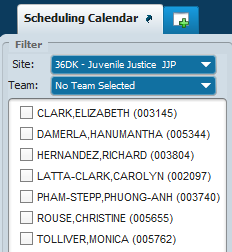 Scheduling Calendar
Filter
Site: 36DK - Juvenile Justice JJP
Team: No Team Selected
CLARK,ELIZABETH (003145)
DAMERLA,HANUMANTHA (005344)
HERNANDEZ,RICHARD (003804)
LATTA-CLARK,CAROLYN (002097)
PHAM-STEPP,PHUONG-ANH (003740)
ROUSE,CHRISTINE (005655)
TOLLIVER,MONICA (005762)